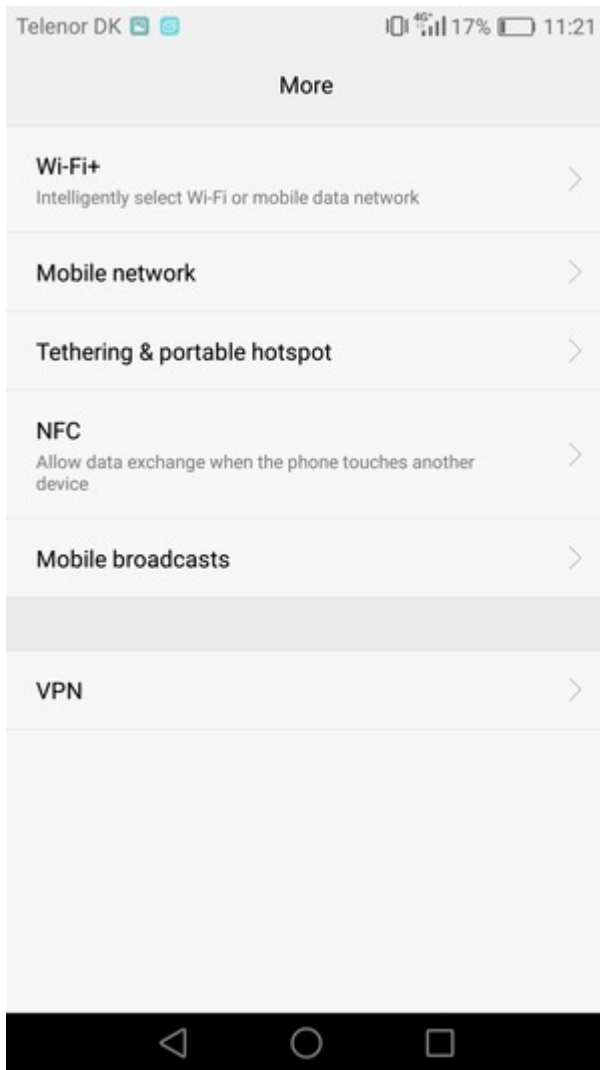 Telenor DK 4G+ 17% 11:21
More
Wi-Fi+
Intelligently select Wi-Fi or mobile data network
Mobile network
Tethering & portable hotspot
NFC
Allow data exchange when the phone touches another
device
Mobile broadcasts
VPN